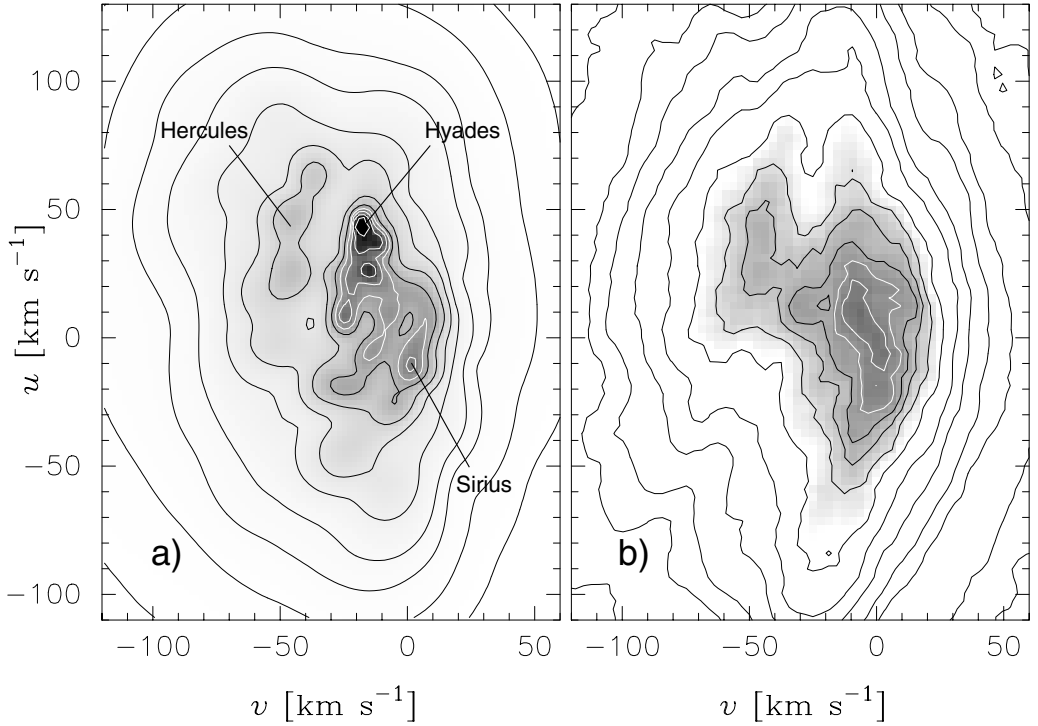 100
50
0
−50
−100
u [km s⁻¹]
Hercules
Hyades
Sirius
a)
b)
−100 −50 0 50
−100 −50 0 50
v [km s⁻¹]
v [km s⁻¹]